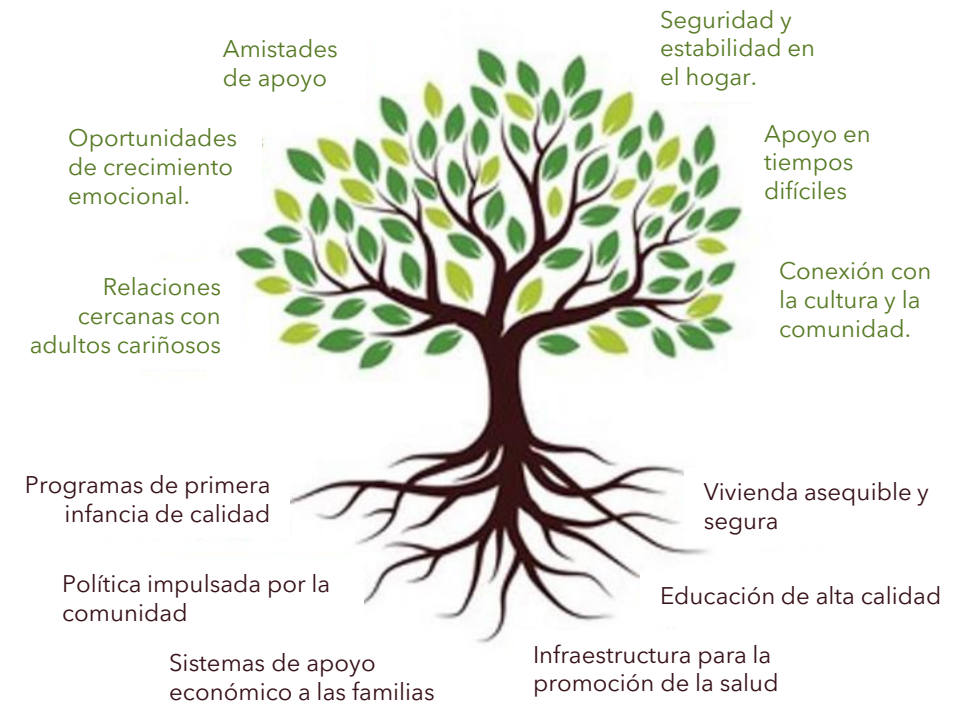 Amistades
de apoyo
Seguridad y
estabilidad en
el hogar.
Oportunidades
de crecimiento
emocional.
Apoyo en
tiempos
difíciles
Relaciones
cercanas con
adultos cariñosos
Conexión con
la cultura y la
comunidad.
Programas de primera
infancia de calidad
Vivienda asequible y
segura
Política impulsada por la
comunidad
Educación de alta calidad
Sistemas de apoyo
económico a las familias
Infraestructura para la
promoción de la salud